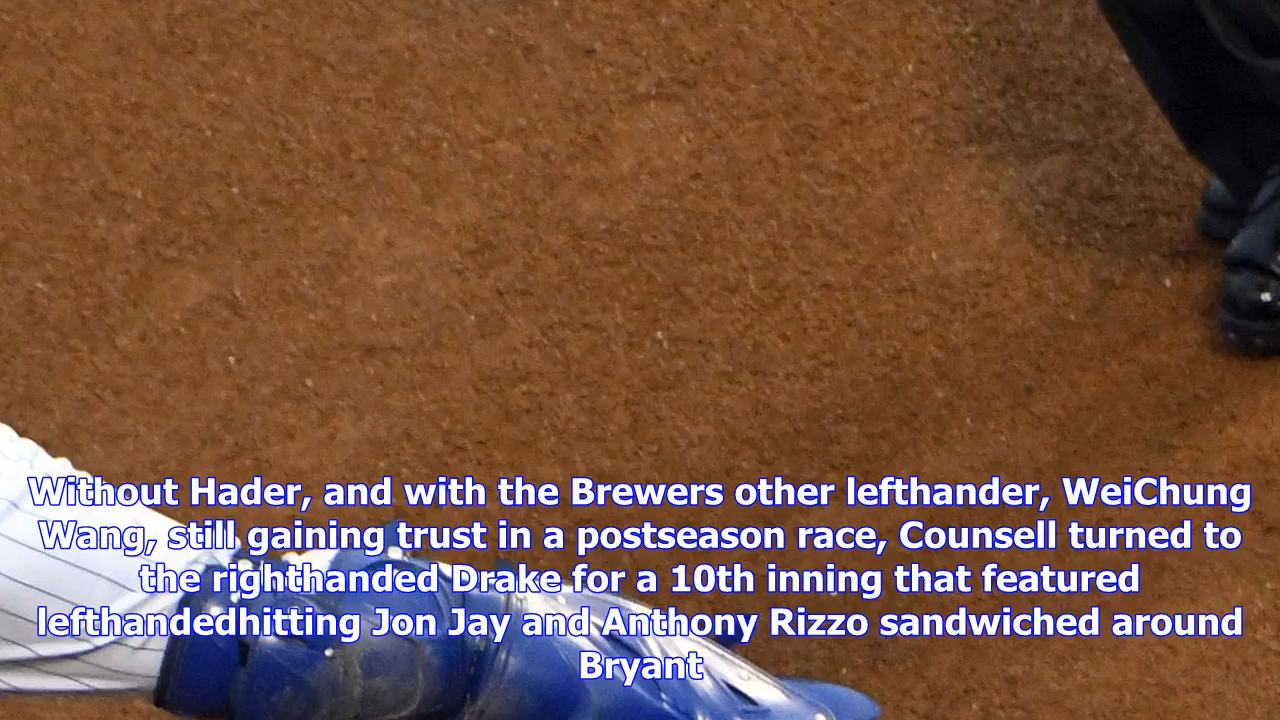 Without Hader, and with the Brewers other lefthander, WeiChung
Wang, still gaining trust in a postseason race, Counsell turned to
the righthanded Drake for a 10th inning that featured
lefthandedhitting Jon Jay and Anthony Rizzo sandwiched around
Bryant